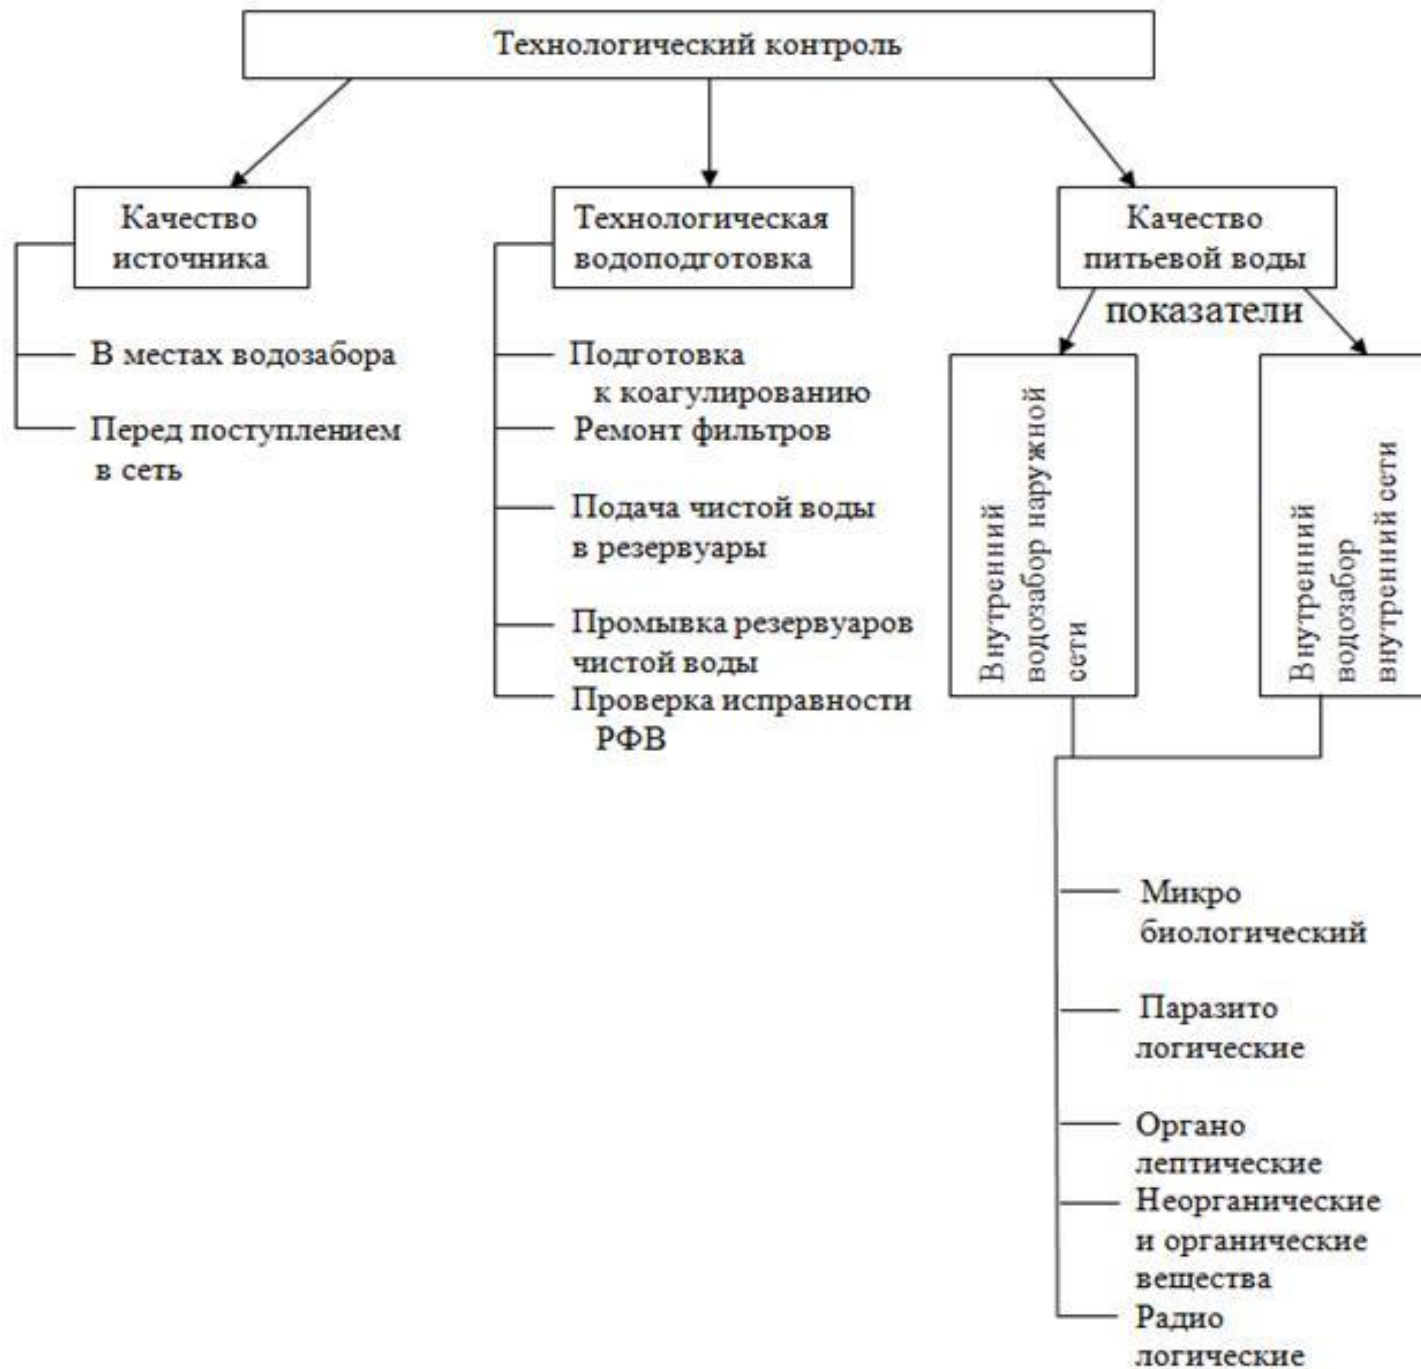 Технологический контроль
Качество
источника
В местах водозабора
Перед поступлением
в сеть
Технологическая
водоподготовка
Подготовка
к коагулированию
Ремонт фильтров
Подача чистой воды
в резервуары
Промывка резервуаров
чистой воды
Проверка исправности
РФВ
Качество
питьевой воды
показатели
Внутренний
водозабор наружной
сети
Внутренний
водозабор
внутренний сети
Микро
биологический
Паразито
логические
Органо
лептические
Неорганические
и органические
вещества
Радио
логические